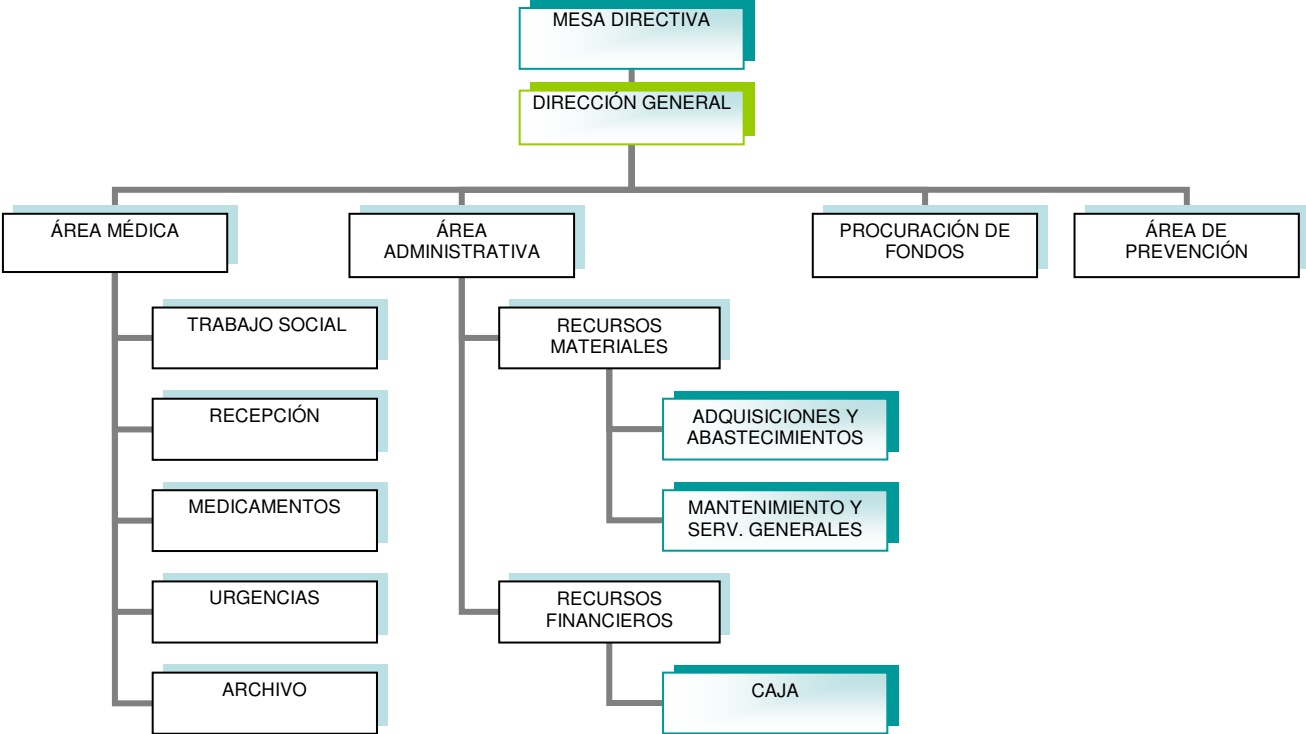 MESA DIRECTIVA
DIRECCIÓN GENERAL
ÁREA MÉDICA
ÁREA
ADMINISTRATIVA
PROCURACIÓN DE
FONDOS
ÁREA DE
PREVENCIÓN
TRABAJO SOCIAL
RECEPCIÓN
MEDICAMENTOS
URGENCIAS
ARCHIVO
RECURSOS
MATERIALES
ADQUISICIONES Y
ABASTECIMIENTOS
MANTENIMIENTO Y
SERV. GENERALES
RECURSOS
FINANCIEROS
CAJA